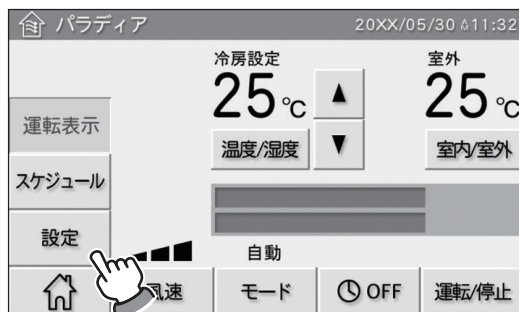 パラディア 20XX/05/30 11:32
冷房設定 室外
25℃ ▲ 25℃
運転表示
温度/湿度 ▼ 室内/室外
スケジュール
設定
自動
風速 モード OFF 運転/停止